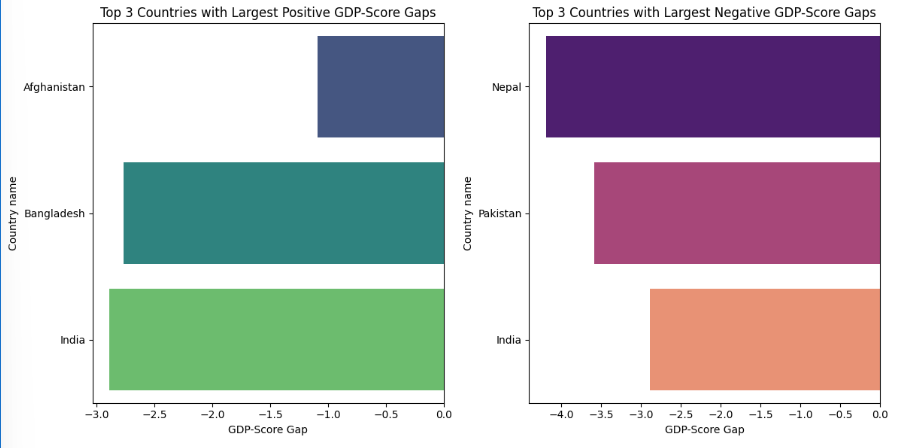 Top 3 Countries with Largest Positive GDP-Score Gaps
Country name
Afghanistan
Bangladesh
India
−3.0 −2.5 −2.0 −1.5 −1.0 −0.5 0.0
GDP-Score Gap
Top 3 Countries with Largest Negative GDP-Score Gaps
Country name
Nepal
Pakistan
India
−4.0 −3.5 −3.0 −2.5 −2.0 −1.5 −1.0 −0.5 0.0
GDP-Score Gap